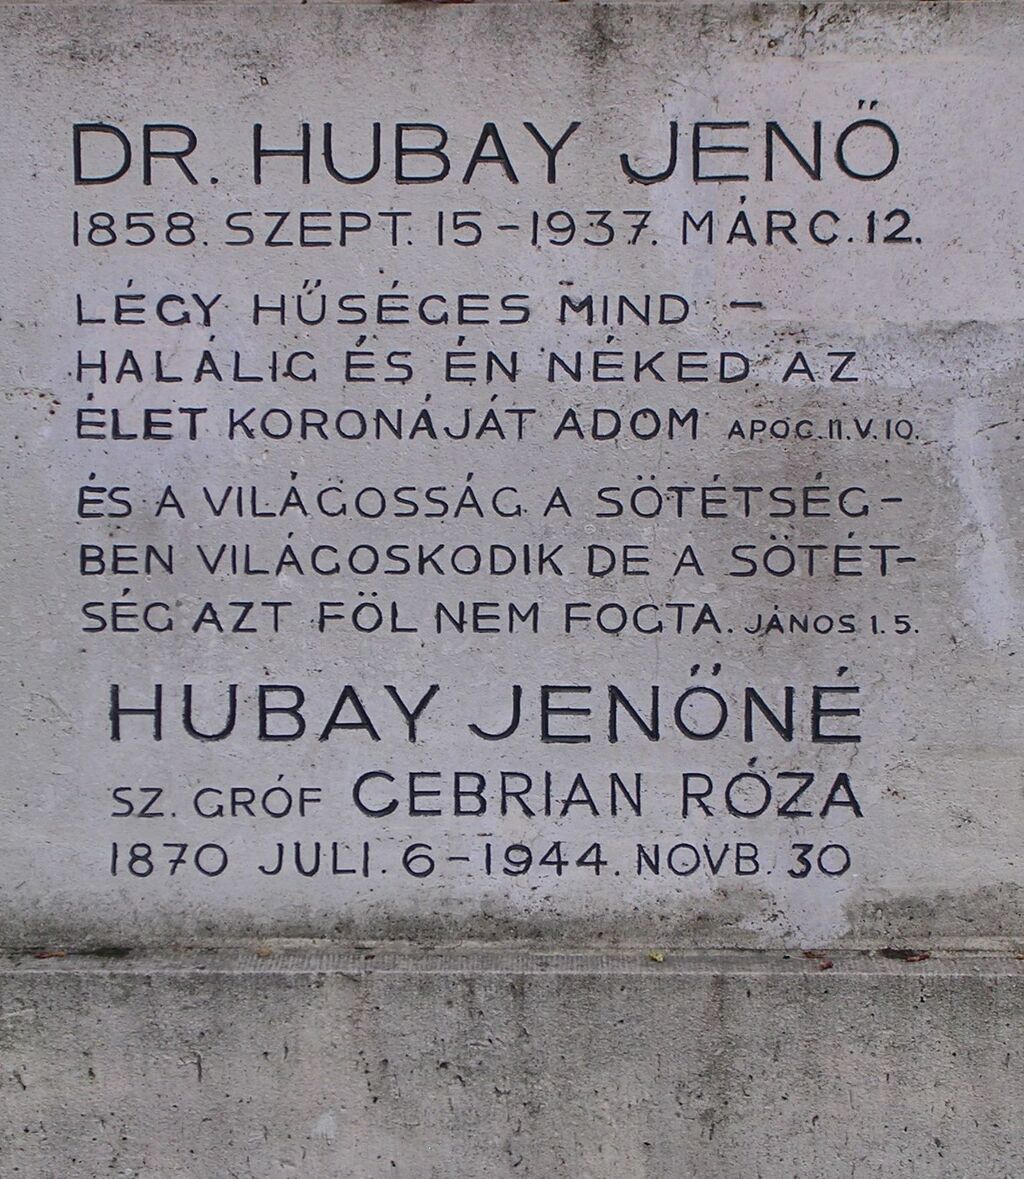 DR. HUBAY JENŐ
1858. SZEPT. 15-1937. MÁRC. 12.
LÉGY HŰSÉGES MIND -
HALÁLIG ÉS ÉN NÉKED AZ
ÉLET KORONÁJÁT ADOM APOC. II. V. 10.
ÉS A VILÁGOSSÁG A SÖTÉTSÉG-
BEN VILÁGOSKODIK DE A SÖTÉT-
SÉG AZT FÖL NEM FOGTA. JÁNOS 1. 5.
HUBAY JENŐNÉ
SZ. GRÓF CEBRIAN RÓZA
1870 JULI. 6-1944. NOVB. 30